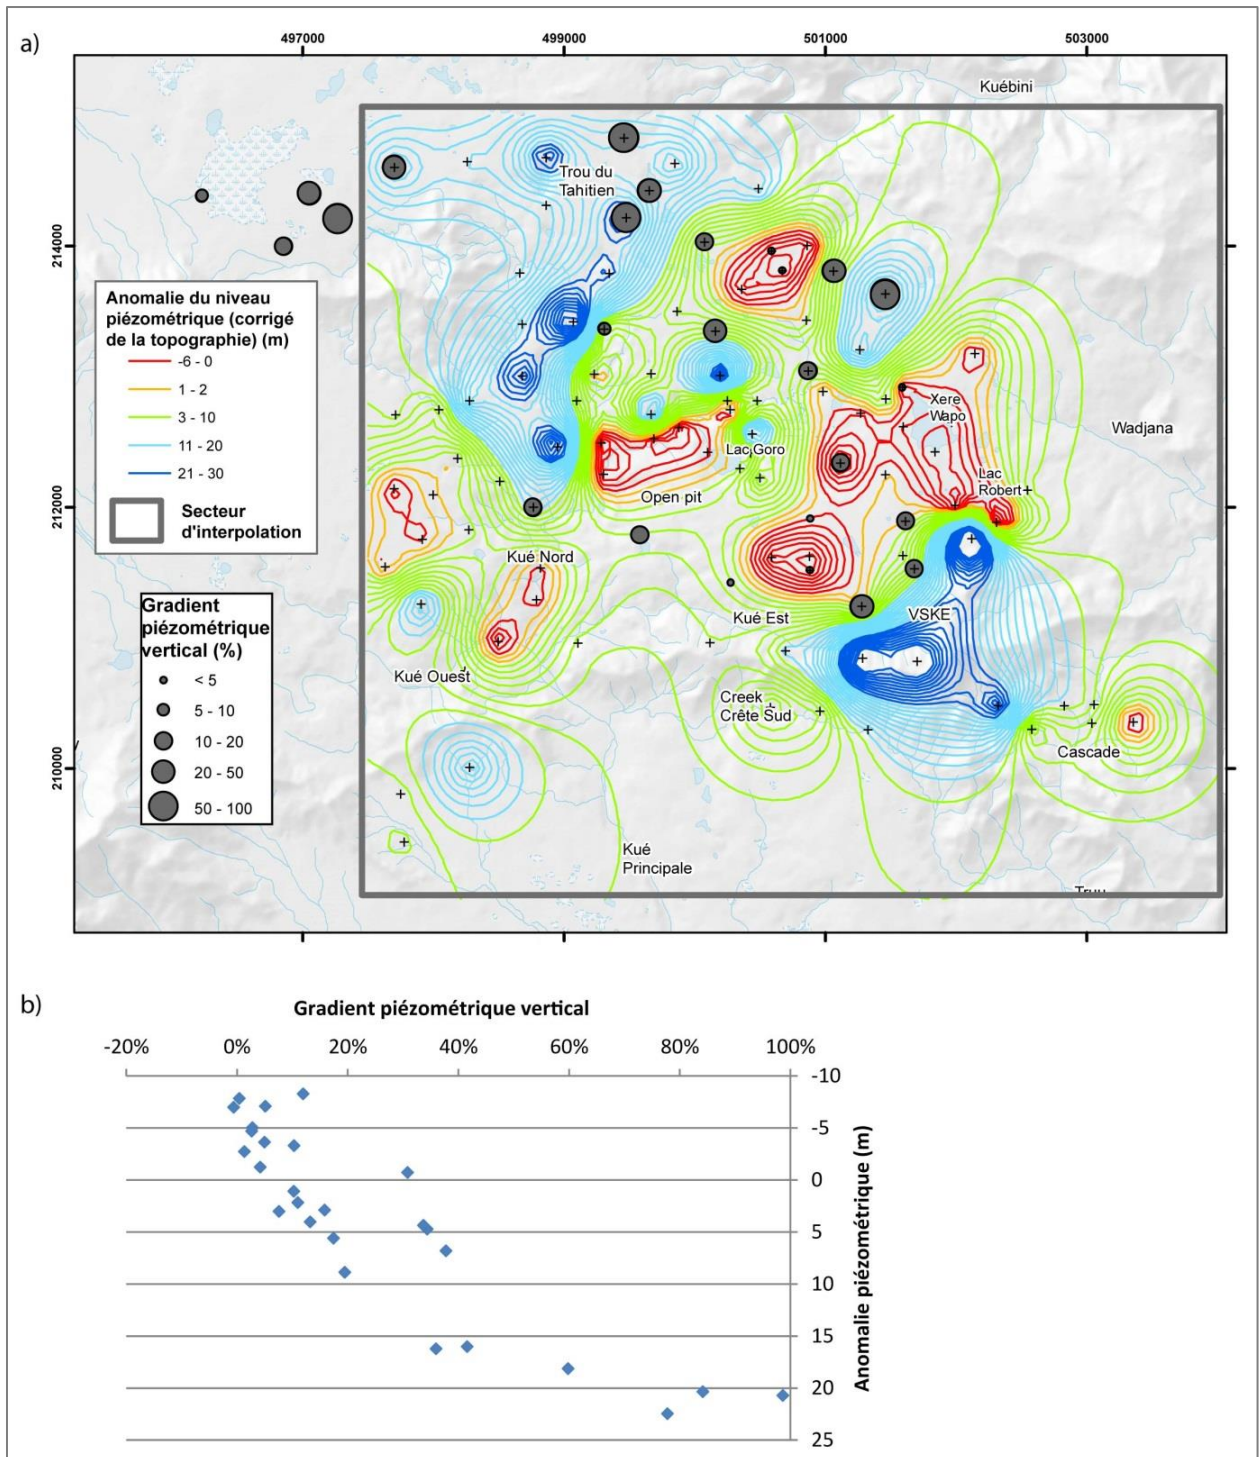 a)
497000 499000 501000 503000
Kuébini
Trou du
Tahitien
214000
Anomalie du niveau
piézométrique (corrigé
de la topographie) (m)
-6 - 0
1 - 2
3 - 10
11 - 20
21 - 30
Secteur
d'interpolation
Xere
Wapo
Wadjana
Lac Goro
Lac
Robert
212000
Open pit
Kué Nord
Kué Est
VSKE
Kué Ouest
Creek
Crête Sud
Cascade
210000
Kué
Principale
Gradient
piézométrique
vertical (%)
< 5
5 - 10
10 - 20
20 - 50
50 - 100
b)
Gradient piézométrique vertical
-20% 0% 20% 40% 60% 80% 100%
-10
-5
0
5
10
15
20
25
Anomalie piézométrique (m)